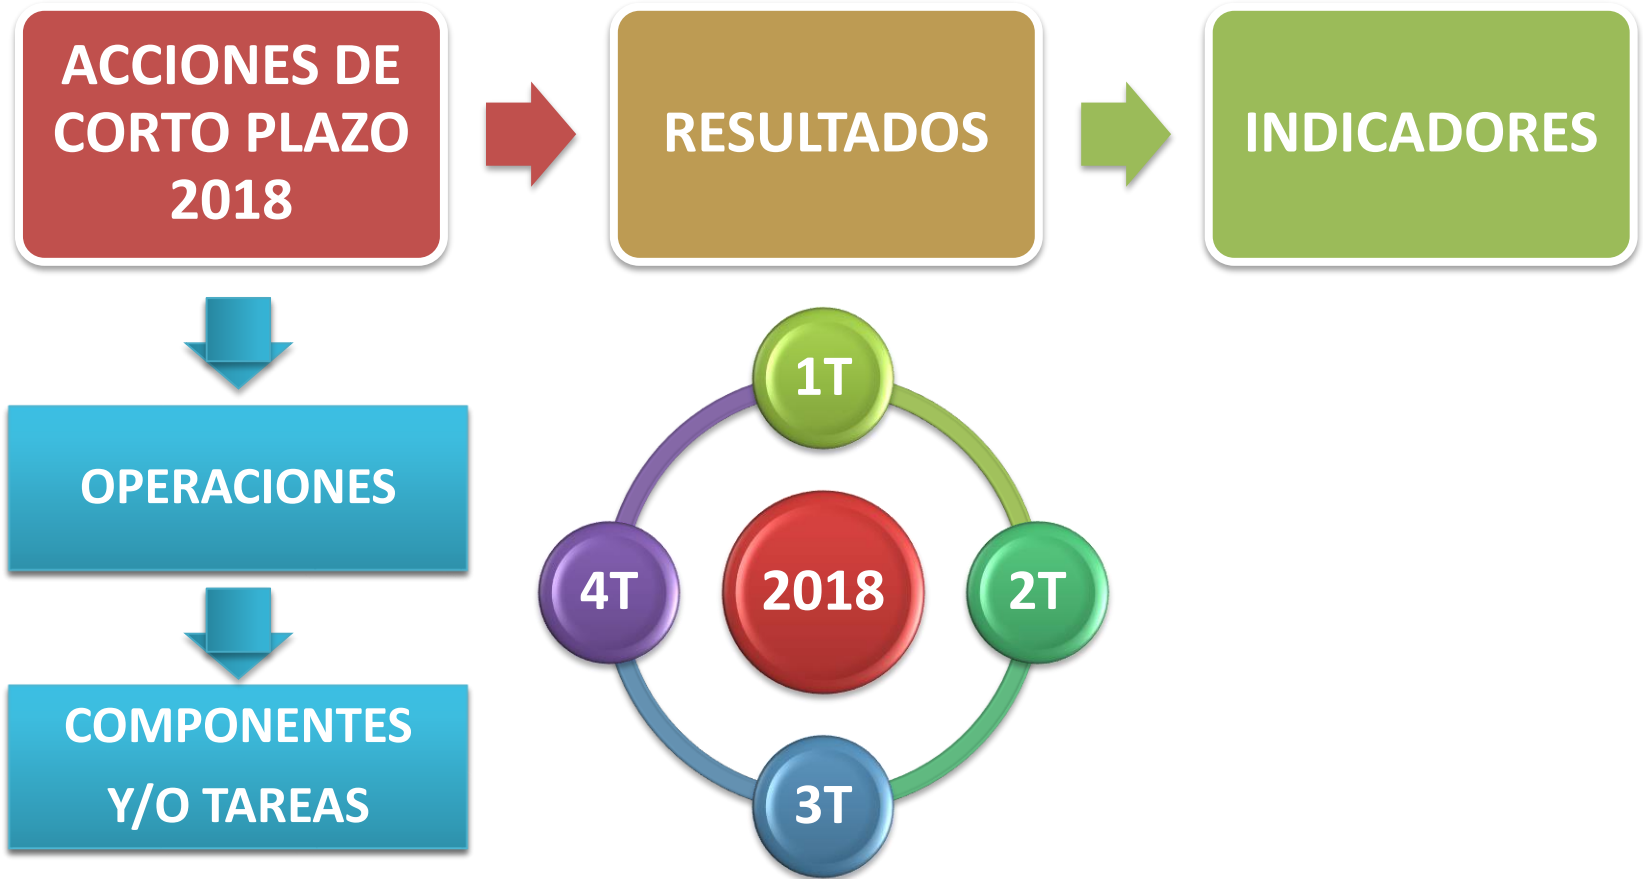 ACCIONES DE
CORTO PLAZO
2018
RESULTADOS
INDICADORES
OPERACIONES
COMPONENTES
Y/O TAREAS
1T
2T
3T
4T
2018